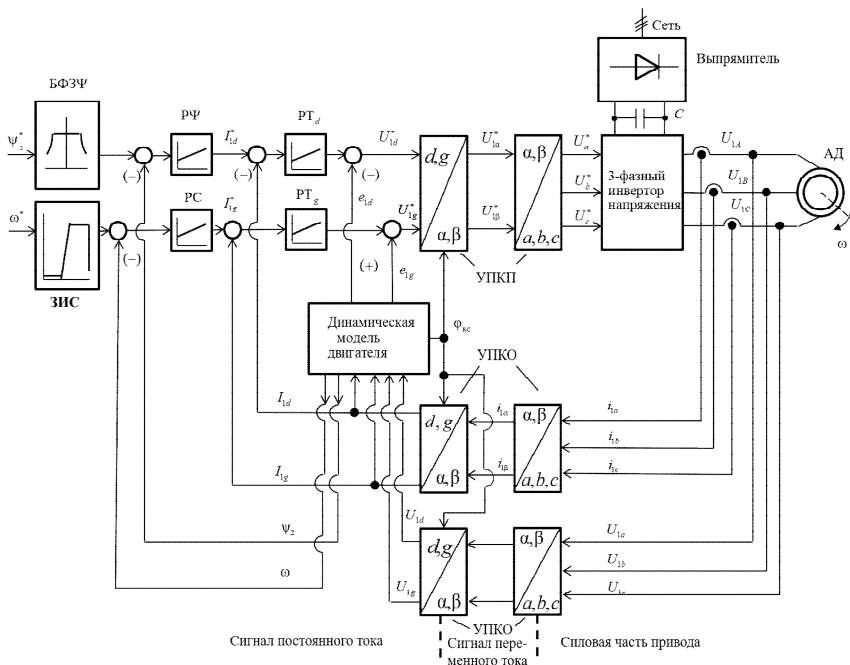 Сеть
Выпрямитель
C
БФЗΨ
РΨ
I*1d
РТd
U*1d
U*1α
U*a
U1A
АД
ψ*2
(–)
(–)
(–)
d,g
α,β
3-фазный
инвертор
напряжения
U*b
U1B
e1d
U*1g
РС
I*1g
РТg
U*1β
U*c
U1C
ω*
(–)
α,β
a,b,c
ω
(+)
e1g
УПКП
ЗИС
Динамическая
модель
двигателя
φкс
УПКО
I1d
d,g
i1α
α,β
i1a
i1b
α,β
i1β
a,b,c
i1c
I1g
U1d
ψ2
d,g
α,β
U1a
U1b
ω
U1g
α,β
a,b,c
U1c
УПКО
Сигнал постоянного тока
Сигнал пере-
менного тока
Силовая часть привода